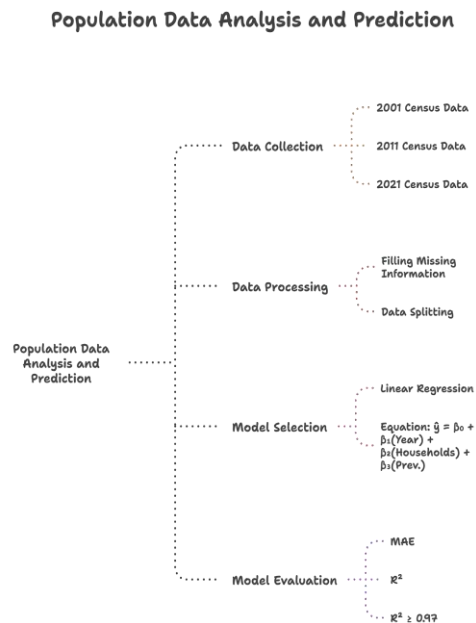 Population Data Analysis and Prediction
2001 Census Data
Data Collection
2011 Census Data
2021 Census Data
Filling Missing
Information
Data Processing
Data Splitting
Population Data
Analysis and
Prediction
Linear Regression
Model Selection
Equation: ŷ = β₀ +
β₁(Year) +
β₂(Households) +
β₃(Prev.)
MAE
Model Evaluation
R²
R² ≥ 0.97